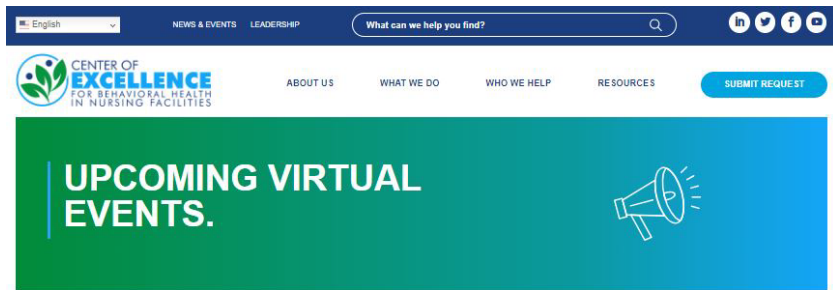 English
NEWS & EVENTS
LEADERSHIP
What can we help you find?
CENTER OF
EXCELLENCE
FOR BEHAVIORAL HEALTH
IN NURSING FACILITIES
ABOUT US
WHAT WE DO
WHO WE HELP
RESOURCES
SUBMIT REQUEST
UPCOMING VIRTUAL
EVENTS.